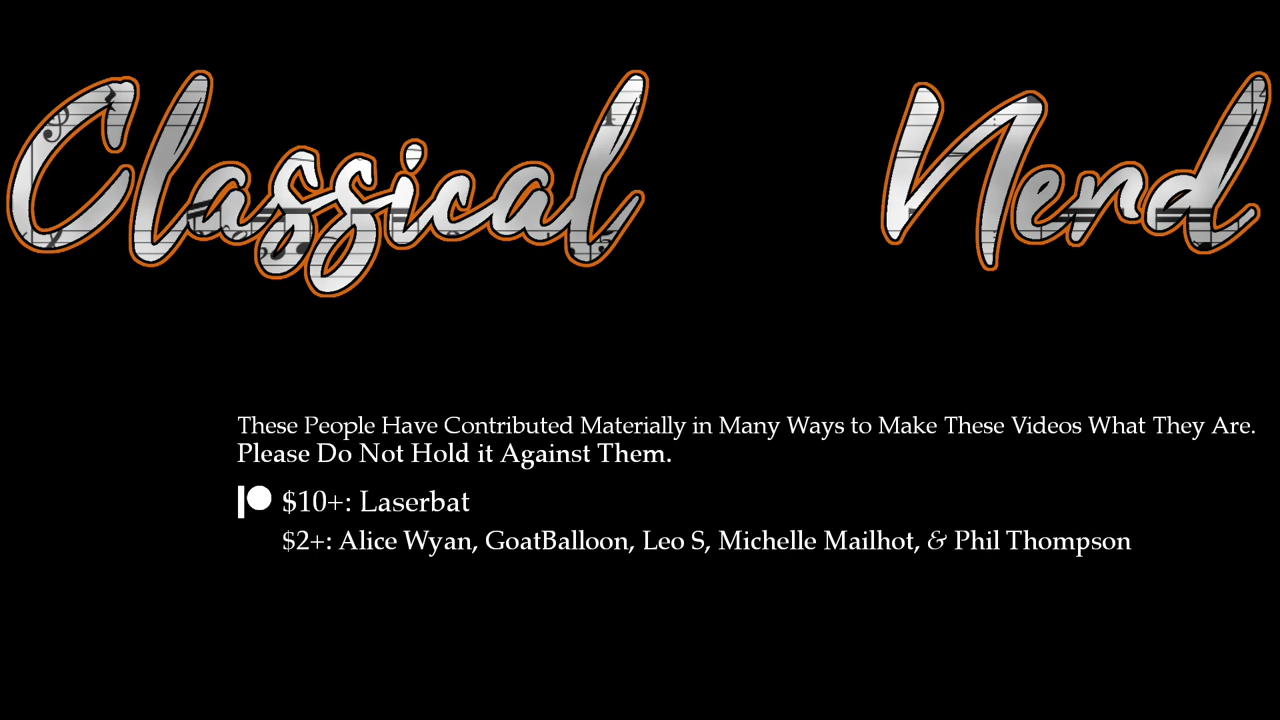 Classical Nerd
These People Have Contributed Materially in Many Ways to Make These Videos What They Are.
Please Do Not Hold it Against Them.
$10+: Laserbat
$2+: Alice Wyan, GoatBalloon, Leo S, Michelle Mailhot, & Phil Thompson